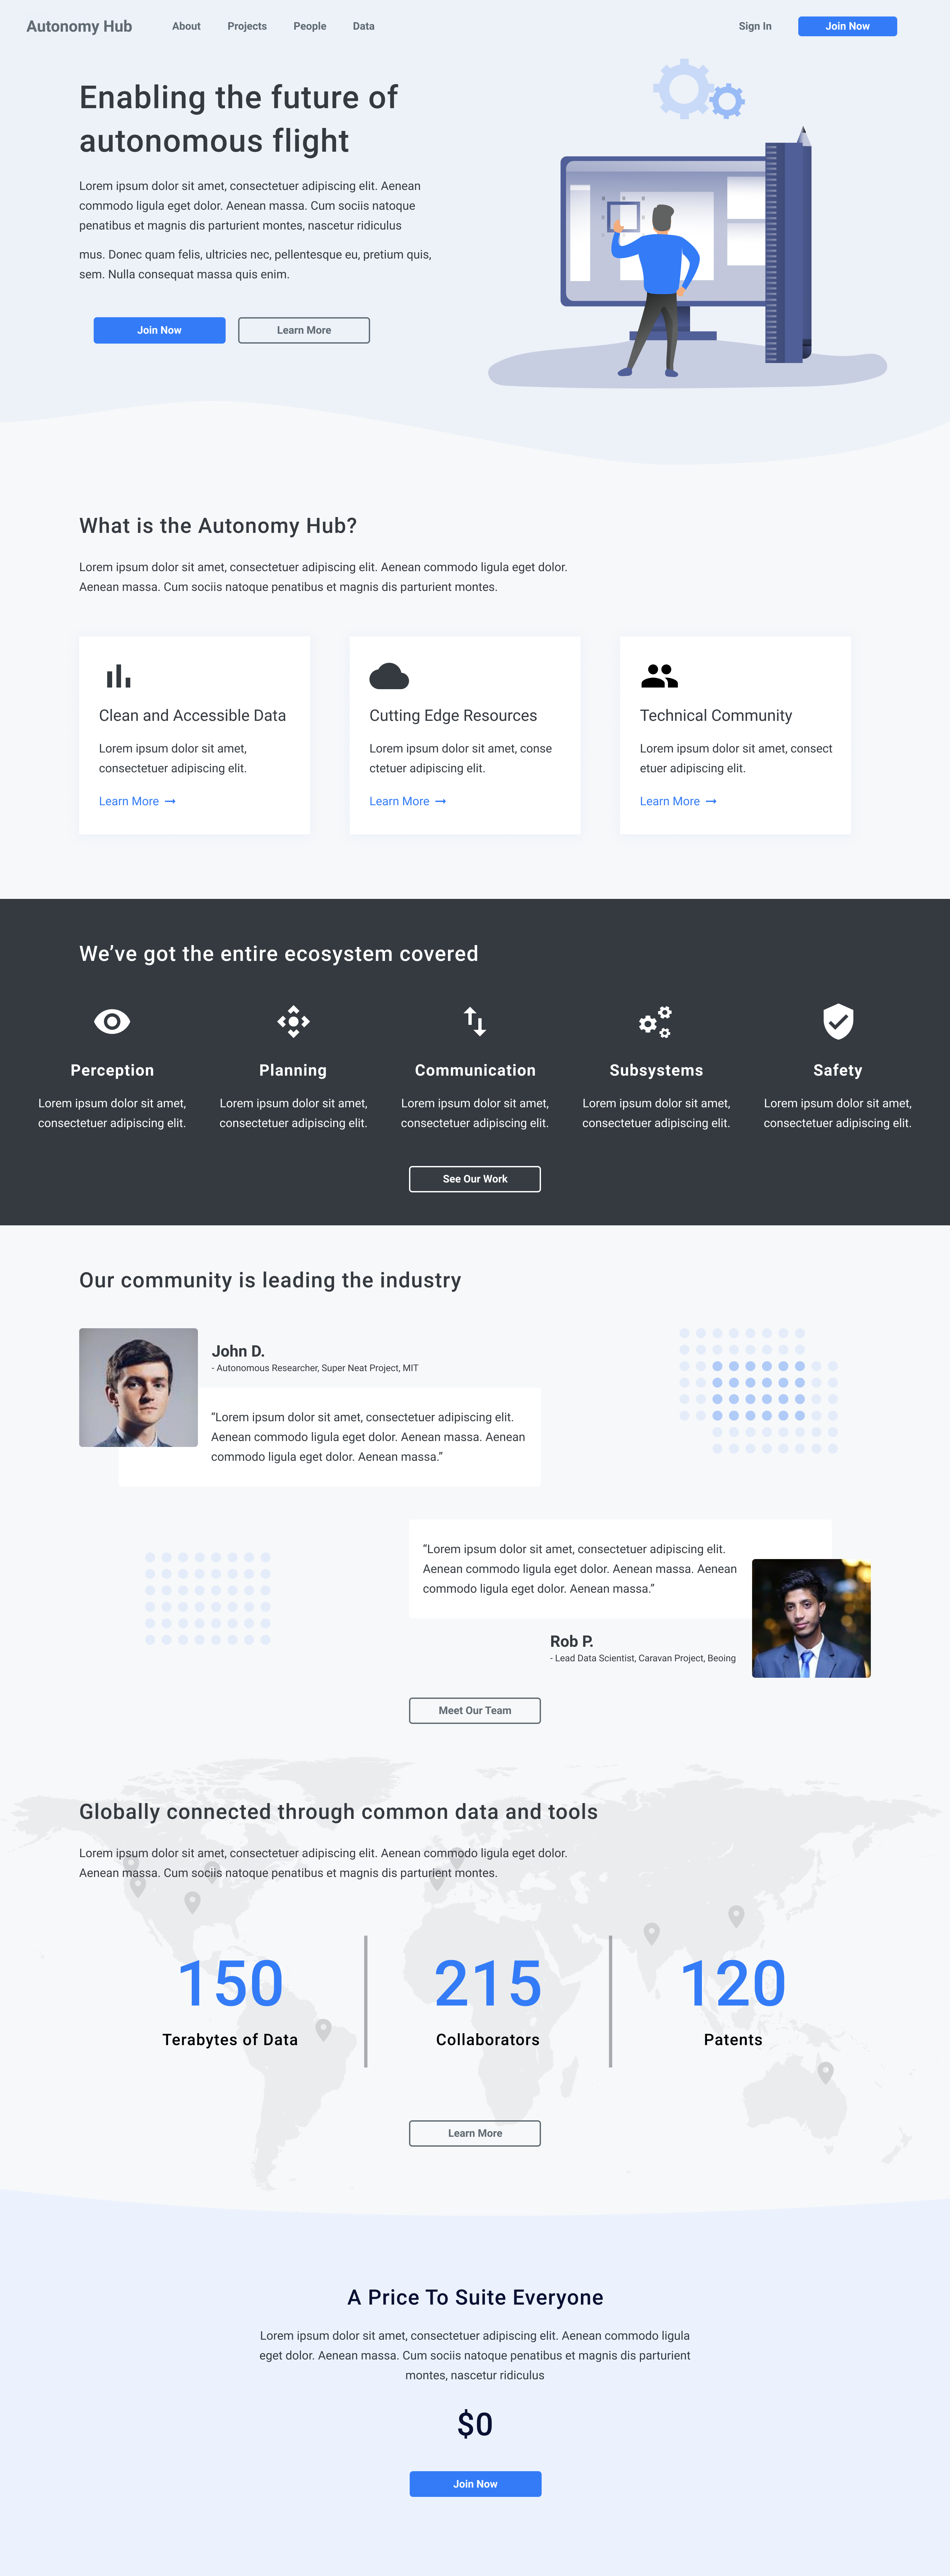 Autonomy Hub
About
Projects
People
Data
Sign In
Join Now
Enabling the future of
autonomous flight
Lorem ipsum dolor sit amet, consectetuer adipiscing elit. Aenean
commodo ligula eget dolor. Aenean massa. Cum sociis natoque
penatibus et magnis dis parturient montes, nascetur ridiculus
mus. Donec quam felis, ultricies nec, pellentesque eu, pretium quis,
sem. Nulla consequat massa quis enim.
Join Now
Learn More
What is the Autonomy Hub?
Lorem ipsum dolor sit amet, consectetuer adipiscing elit. Aenean commodo ligula eget dolor.
Aenean massa. Cum sociis natoque penatibus et magnis dis parturient montes.
Clean and Accessible Data
Lorem ipsum dolor sit amet,
consectetuer adipiscing elit.
Learn More →
Cutting Edge Resources
Lorem ipsum dolor sit amet, conse
ctetuer adipiscing elit.
Learn More →
Technical Community
Lorem ipsum dolor sit amet, consect
etuer adipiscing elit.
Learn More →
We’ve got the entire ecosystem covered
Perception
Lorem ipsum dolor sit amet,
consectetuer adipiscing elit.
Planning
Lorem ipsum dolor sit amet,
consectetuer adipiscing elit.
Communication
Lorem ipsum dolor sit amet,
consectetuer adipiscing elit.
Subsystems
Lorem ipsum dolor sit amet,
consectetuer adipiscing elit.
Safety
Lorem ipsum dolor sit amet,
consectetuer adipiscing elit.
See Our Work
Our community is leading the industry
John D.
- Autonomous Researcher, Super Neat Project, MIT
“Lorem ipsum dolor sit amet, consectetuer adipiscing elit.
Aenean commodo ligula eget dolor. Aenean massa. Aenean
commodo ligula eget dolor. Aenean massa.”
“Lorem ipsum dolor sit amet, consectetuer adipiscing elit.
Aenean commodo ligula eget dolor. Aenean massa. Aenean
commodo ligula eget dolor. Aenean massa.”
Rob P.
- Lead Data Scientist, Caravan Project, Beoing
Meet Our Team
Globally connected through common data and tools
Lorem ipsum dolor sit amet, consectetuer adipiscing elit. Aenean commodo ligula eget dolor.
Aenean massa. Cum sociis natoque penatibus et magnis dis parturient montes.
150
Terabytes of Data
215
Collaborators
120
Patents
Learn More
A Price To Suite Everyone
Lorem ipsum dolor sit amet, consectetuer adipiscing elit. Aenean commodo ligula
eget dolor. Aenean massa. Cum sociis natoque penatibus et magnis dis parturient
montes, nascetur ridiculus
$0
Join Now